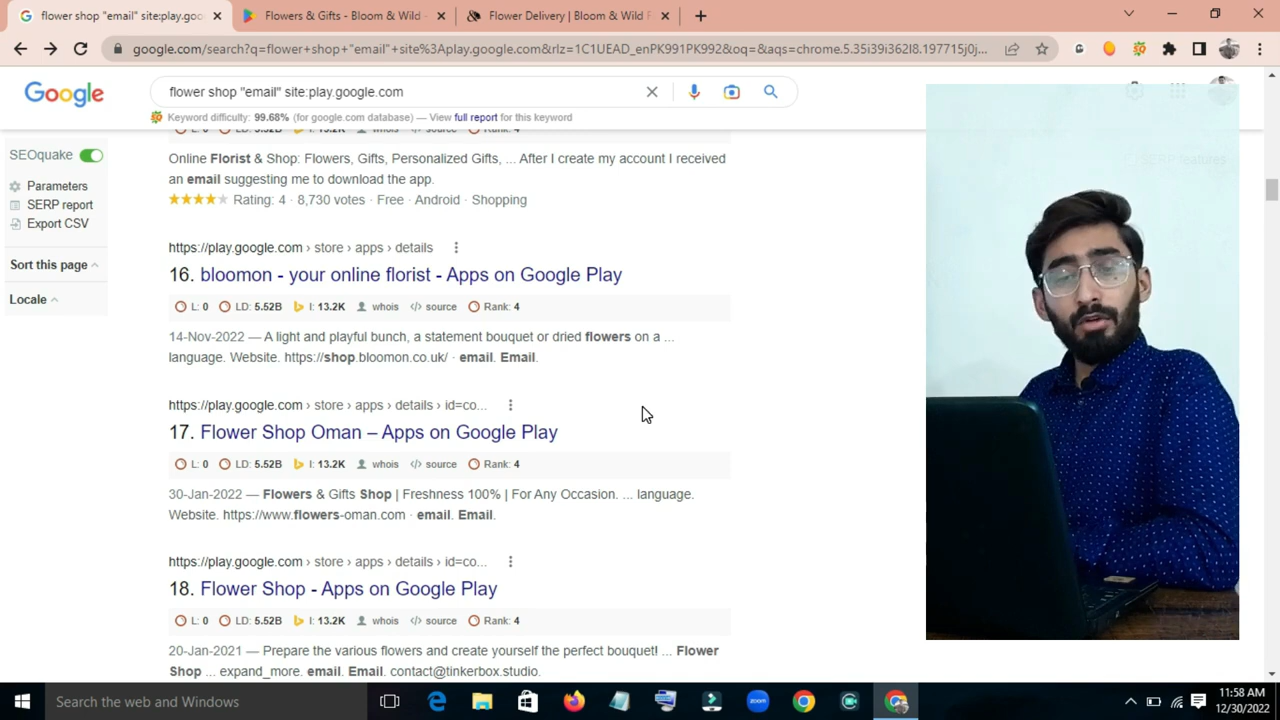 flower shop "email" site:play.goo
Flowers & Gifts - Bloom & Wild -
Flower Delivery | Bloom & Wild F
google.com/search?q=flower+shop+"email"+site%3Aplay.google.com&rlz=1C1UEAD_enPK991PK992&oq=&aqs=chrome.5.35i39i362l8.197715j0j...
Google
flower shop "email" site:play.google.com
Keyword difficulty: 99.68% (for google.com database) — View full report for this keyword
SEOquake
Parameters
SERP report
Export CSV
Sort this page
Locale
SERP features
Online Florist & Shop: Flowers, Gifts, Personalized Gifts, ... After I create my account I received
an email suggesting me to download the app.
Rating: 4 · 8,730 votes · Free · Android · Shopping
https://play.google.com › store › apps › details
16. bloomon - your online florist - Apps on Google Play
L: 0 LD: 5.52B I: 13.2K whois </> source Rank: 4
14-Nov-2022 — A light and playful bunch, a statement bouquet or dried flowers on a ...
language. Website. https://shop.bloomon.co.uk/ · email. Email.
https://play.google.com › store › apps › details › id=co...
17. Flower Shop Oman – Apps on Google Play
L: 0 LD: 5.52B I: 13.2K whois </> source Rank: 4
30-Jan-2022 — Flowers & Gifts Shop | Freshness 100% | For Any Occasion. ... language.
Website. https://www.flowers-oman.com · email. Email.
https://play.google.com › store › apps › details › id=co...
18. Flower Shop - Apps on Google Play
L: 0 LD: 5.52B I: 13.2K whois </> source Rank: 4
20-Jan-2021 — Prepare the various flowers and create yourself the perfect bouquet! ... Flower
Shop ... expand_more. email. Email. contact@tinkerbox.studio.
Search the web and Windows
zoom
11:58 AM
12/30/2022